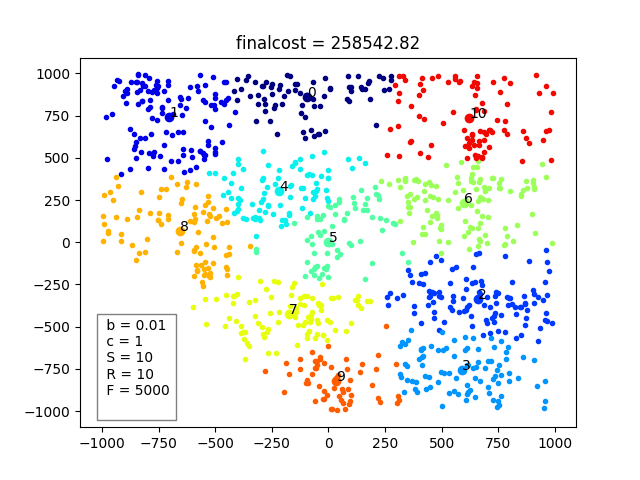 finalcost = 258542.82
1000
750
500
250
0
−250
−500
−750
−1000
0
1
10
4
6
8
5
2
7
3
9
b = 0.01
c = 1
S = 10
R = 10
F = 5000
−1000 −750 −500 −250 0 250 500 750 1000